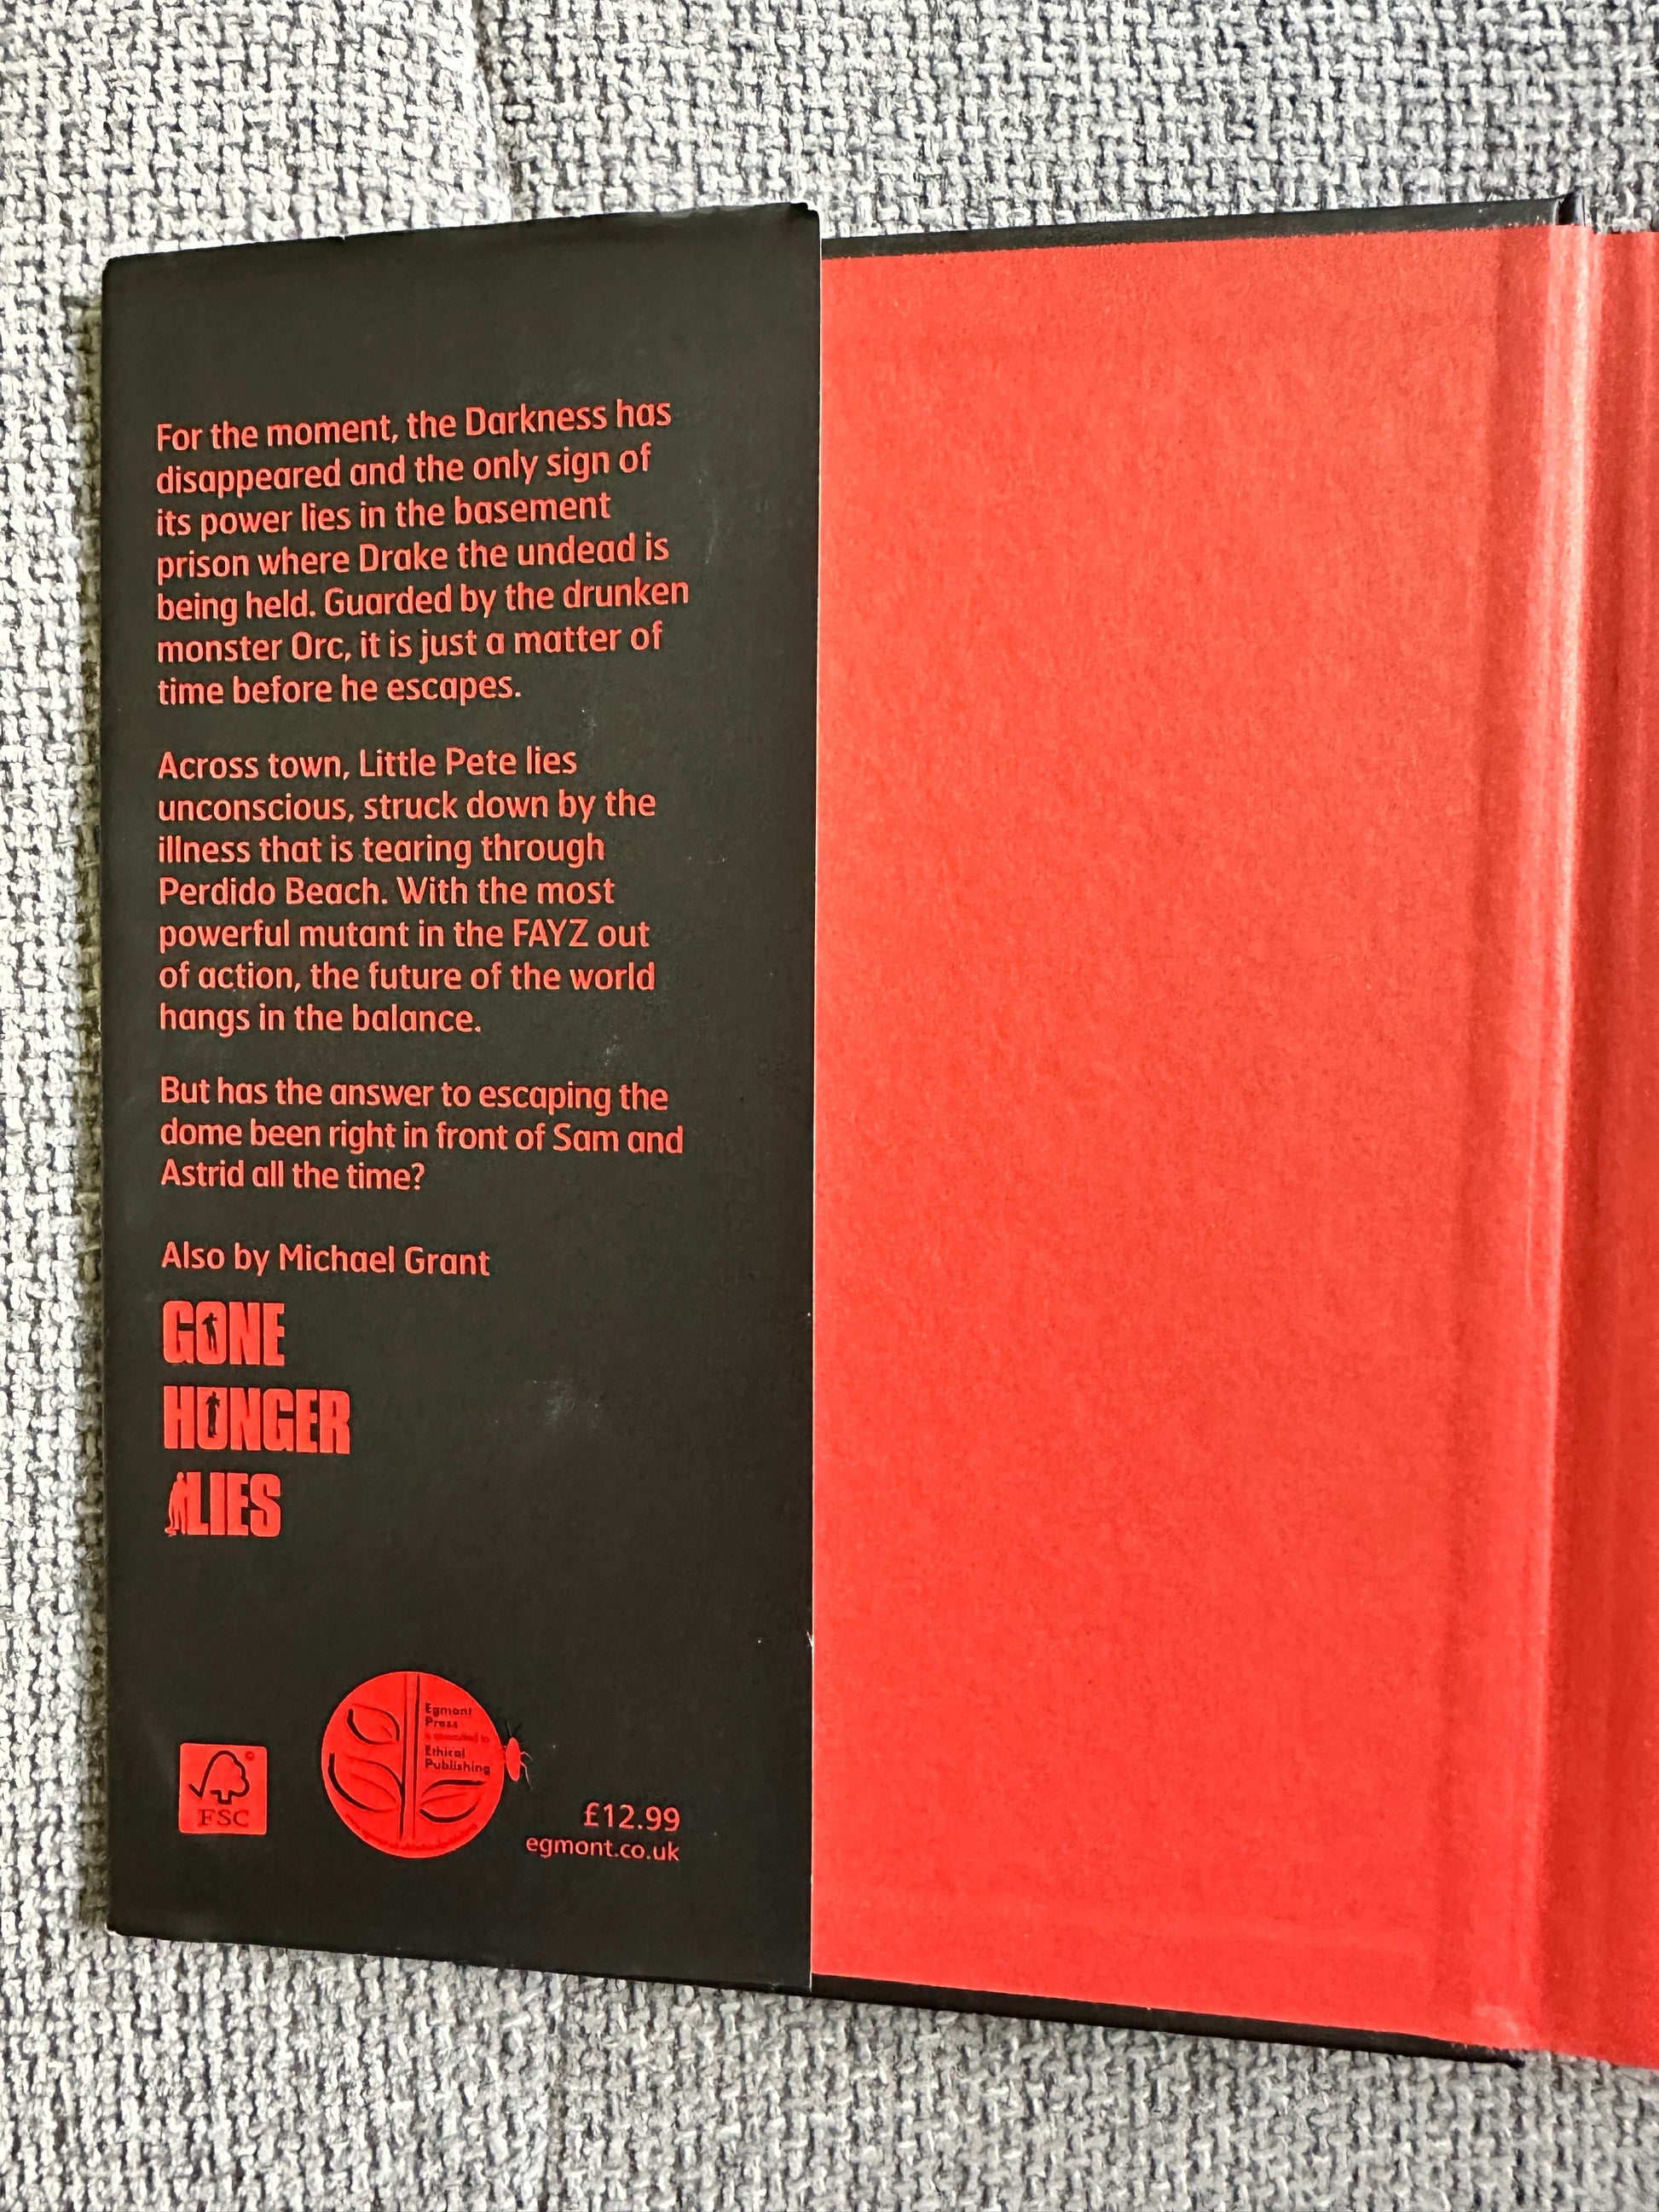 For the moment, the Darkness has
disappeared and the only sign of
its power lies in the basement
prison where Drake the undead is
being held. Guarded by the drunken
monster Orc, it is just a matter of
time before he escapes.
Across town, Little Pete lies
unconscious, struck down by the
illness that is tearing through
Perdido Beach. With the most
powerful mutant in the FAYZ out
of action, the future of the world
hangs in the balance.
But has the answer to escaping the
dome been right in front of Sam and
Astrid all the time?
Also by Michael Grant
GONE
HUNGER
LIES
Egmont
Press
is committed to
Ethical
Publishing
©
FSC
£12.99
egmont.co.uk